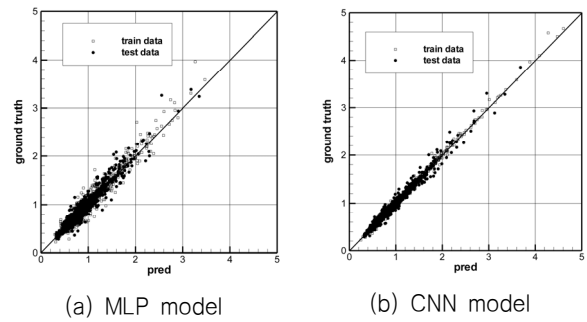 5
4
3
2
1
0
0 1 2 3 4 5
ground truth
pred
train data
test data
(a) MLP model
5
4
3
2
1
0
0 1 2 3 4 5
ground truth
pred
train data
test data
(b) CNN model